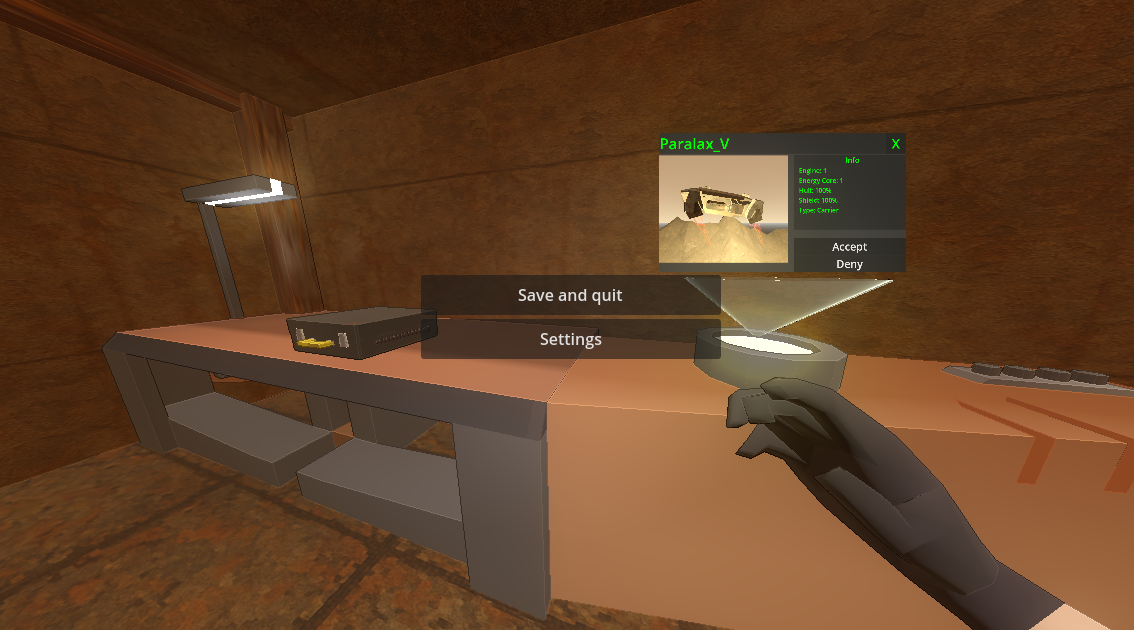 Paralax_V X
Info
Engine: 1
Energy Core: 1
Hull: 100%
Shield: 100%
Type: Carrier
Accept
Deny
Save and quit
Settings